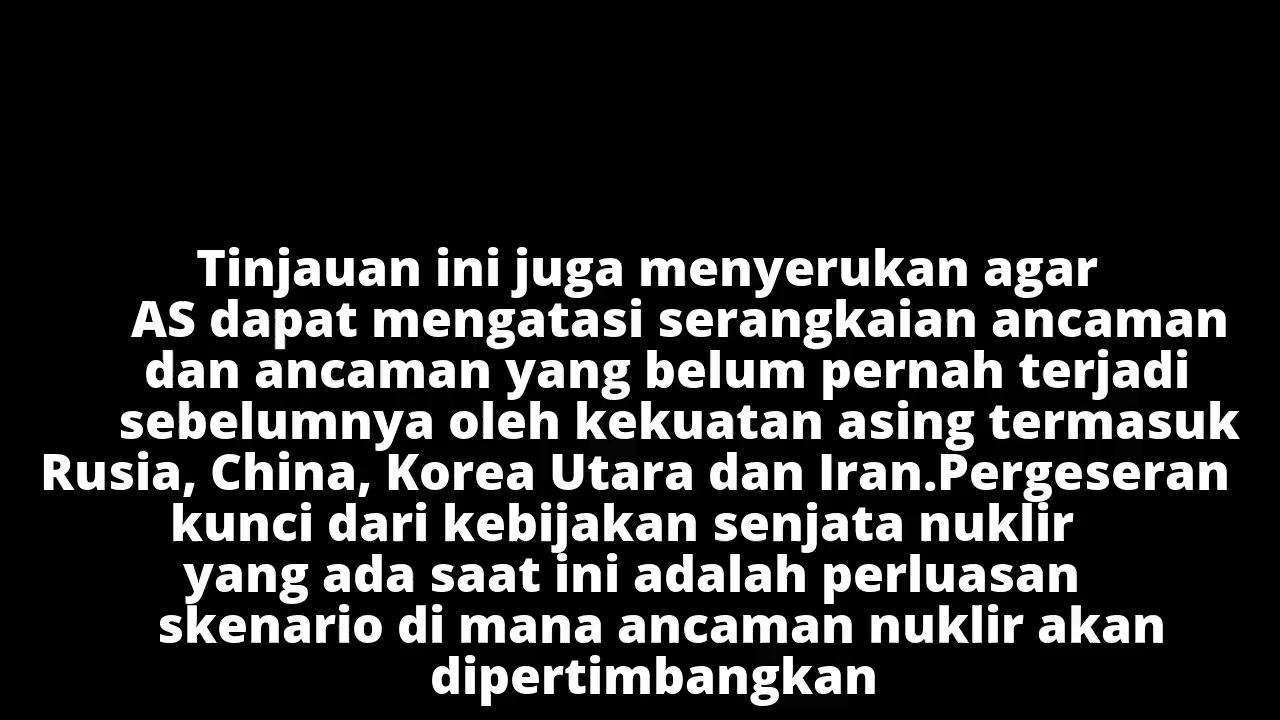 Tinjauan ini juga menyerukan agar
AS dapat mengatasi serangkaian ancaman
dan ancaman yang belum pernah terjadi
sebelumnya oleh kekuatan asing termasuk
Rusia, China, Korea Utara dan Iran.Pergeseran
kunci dari kebijakan senjata nuklir
yang ada saat ini adalah perluasan
skenario di mana ancaman nuklir akan
dipertimbangkan